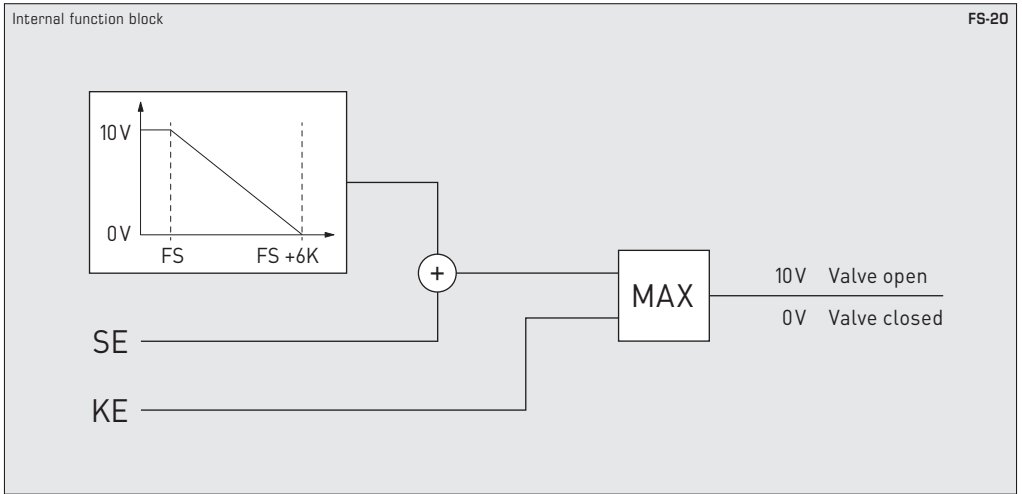 Internal function block FS-20
10 V
0 V
FS FS +6K
+
SE
KE
MAX
10 V Valve open
0 V Valve closed